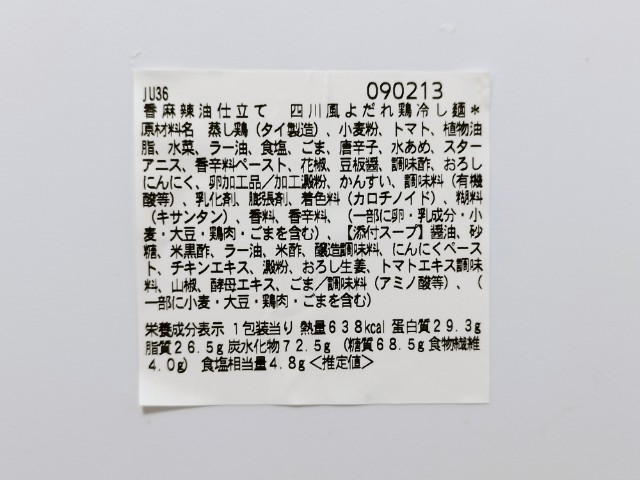 JU36 090213
香麻辣油仕立て 四川風よだれ鶏冷し麺*
原材料名 蒸し鶏(タイ製造)、小麦粉、トマト、植物油
脂、水菜、ラー油、食塩、ごま、唐辛子、水あめ、スター
アニス、香辛料ペースト、花椒、豆板醤、調味酢、おろし
にんにく、卵加工品/加工澱粉、かんすい、調味料(有機
酸等)、乳化剤、膨張剤、着色料(カロチノイド)、糊料
(キサンタン)、香料、香辛料、(一部に卵・乳成分・小
麦・大豆・鶏肉・ごまを含む)、【添付スープ】醤油、砂
糖、米黒酢、ラー油、米酢、醸造調味料、にんにくペース
ト、チキンエキス、澱粉、おろし生姜、トマトエキス調味
料、山椒、酵母エキス、ごま/調味料(アミノ酸等)、(
一部に小麦・大豆・鶏肉・ごまを含む)
栄養成分表示 1包装当り 熱量638kcal 蛋白質29.3g
脂質26.5g 炭水化物72.5g (糖質68.5g 食物繊維
4.0g) 食塩相当量4.8g<推定値>